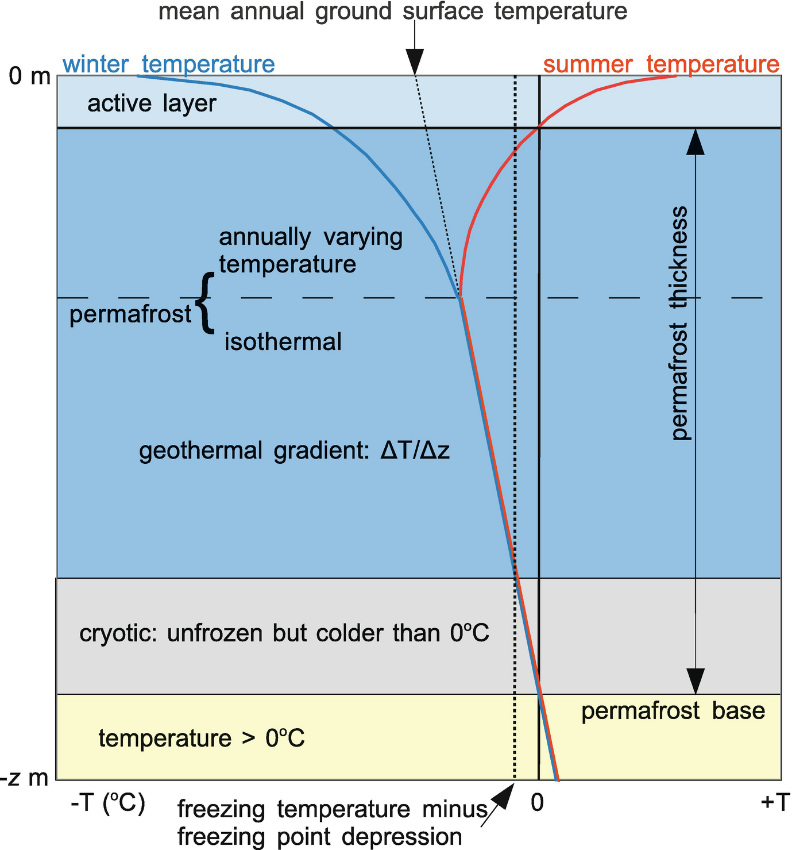 mean annual ground surface temperature
winter temperature
summer temperature
0 m
active layer
annually varying
temperature
permafrost
isothermal
permafrost thickness
geothermal gradient: ΔT/Δz
cryotic: unfrozen but colder than 0°C
permafrost base
temperature > 0°C
-z m
-T (°C)
0
+T
freezing temperature minus
freezing point depression